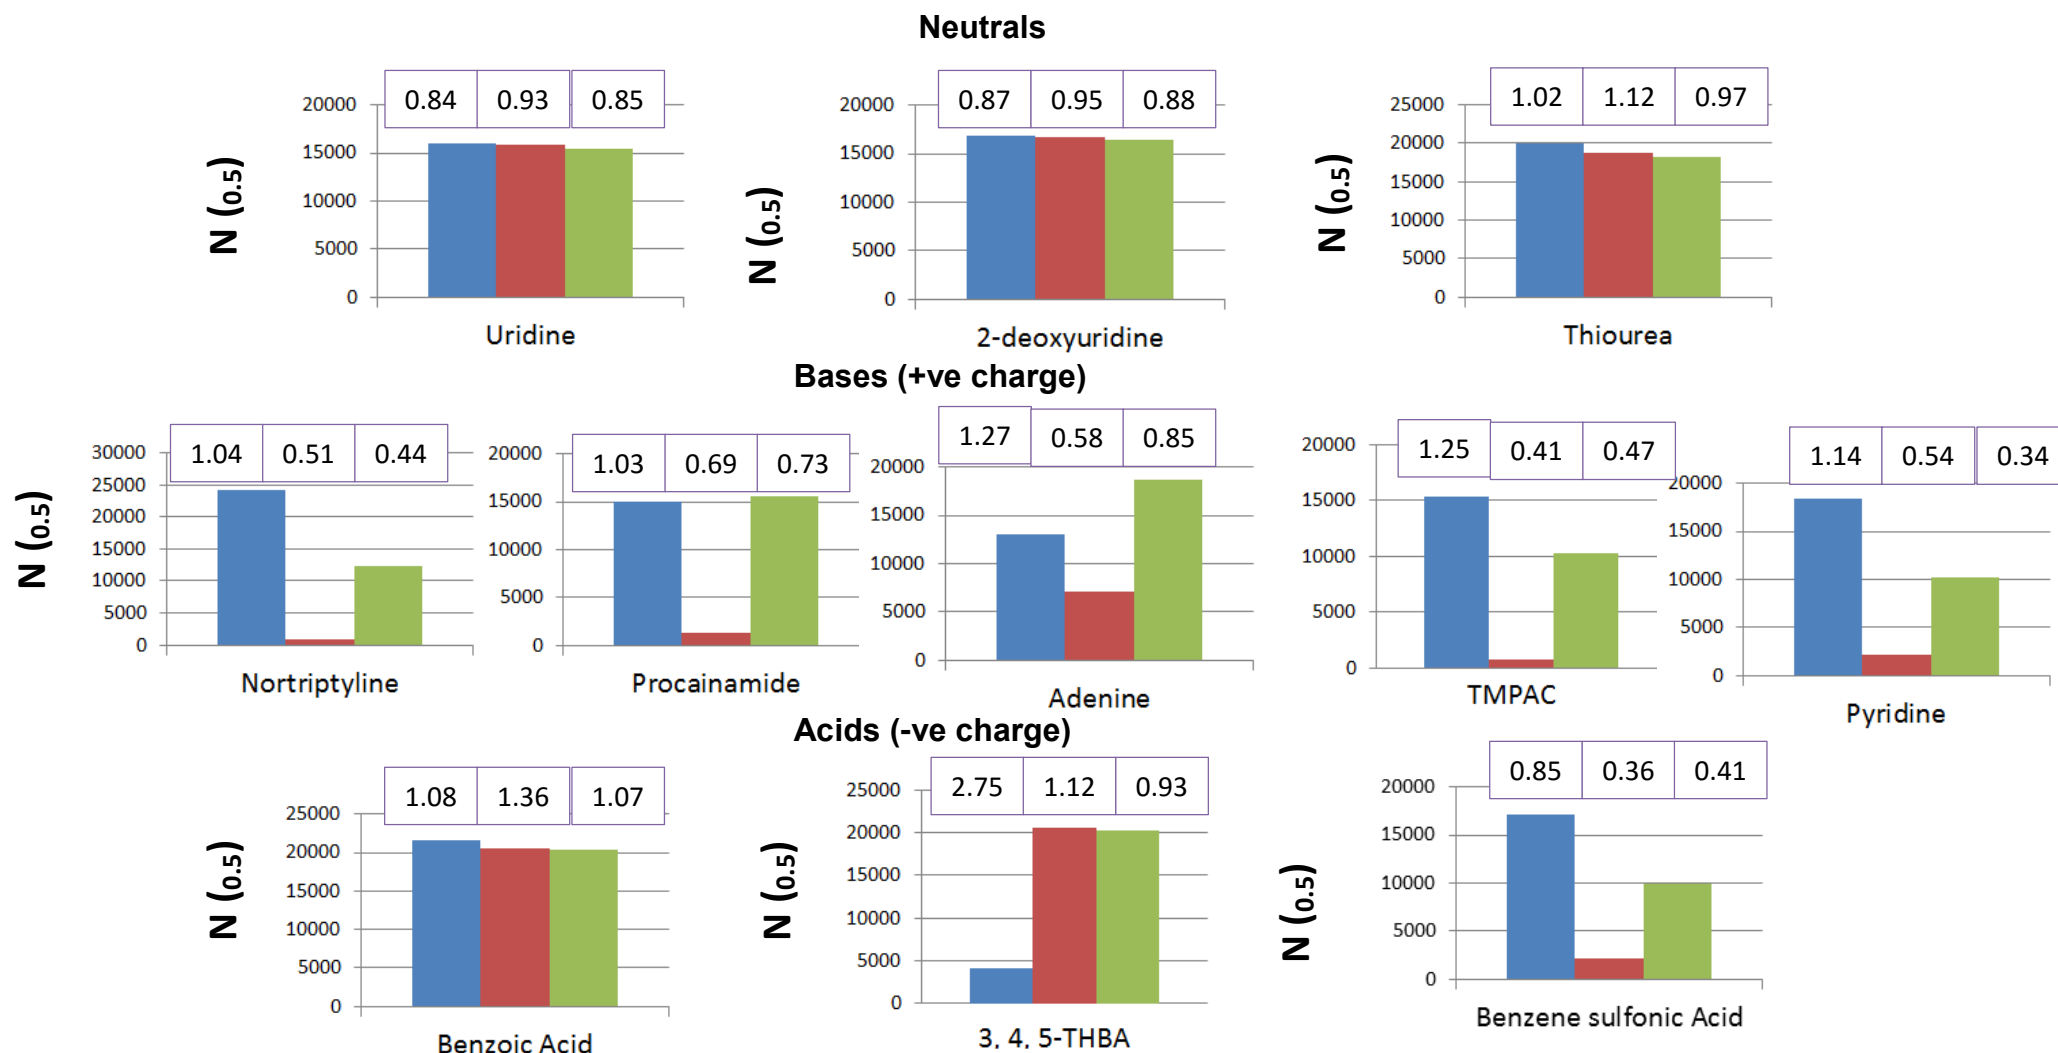 Neutrals
0.84 0.93 0.85
N (0.5)
20000
15000
10000
5000
0
Uridine
0.87 0.95 0.88
N (0.5)
20000
15000
10000
5000
0
2-deoxyuridine
1.02 1.12 0.97
N (0.5)
25000
20000
15000
10000
5000
0
Thiourea
Bases (+ve charge)
1.04 0.51 0.44
N (0.5)
30000
25000
20000
15000
10000
5000
0
Nortriptyline
1.03 0.69 0.73
20000
15000
10000
5000
0
Procainamide
1.27 0.58 0.85
20000
15000
10000
5000
0
Adenine
1.25 0.41 0.47
20000
15000
10000
5000
0
TMPAC
1.14 0.54 0.34
20000
15000
10000
5000
0
Pyridine
Acids (-ve charge)
1.08 1.36 1.07
N (0.5)
25000
20000
15000
10000
5000
0
Benzoic Acid
2.75 1.12 0.93
N (0.5)
25000
20000
15000
10000
5000
0
3, 4, 5-THBA
0.85 0.36 0.41
N (0.5)
20000
15000
10000
5000
0
Benzene sulfonic Acid